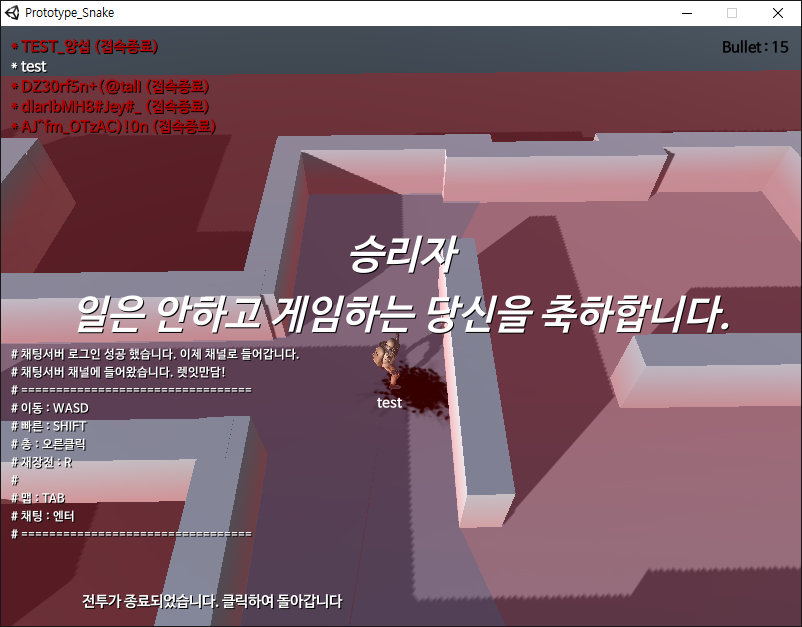 Prototype_Snake
* TEST_양섭 (접속종료)
Bullet : 15
* test
* DZ30rf5n+(@tall (접속종료)
* dlarlbMH8#Jey#_ (접속종료)
* AJ^fm_OTzAC)!0n (접속종료)
승리자
일은 안하고 게임하는 당신을 축하합니다.
# 채팅서버 로그인 성공 했습니다. 이제 채널로 들어갑니다.
# 채팅서버 채널에 들어왔습니다. 렛잇만담!
# =================================
# 이동 : WASD
# 빠른 : SHIFT
# 총 : 오른클릭
# 재장전 : R
#
# 맵 : TAB
# 채팅 : 엔터
# =================================
test
전투가 종료되었습니다. 클릭하여 돌아갑니다